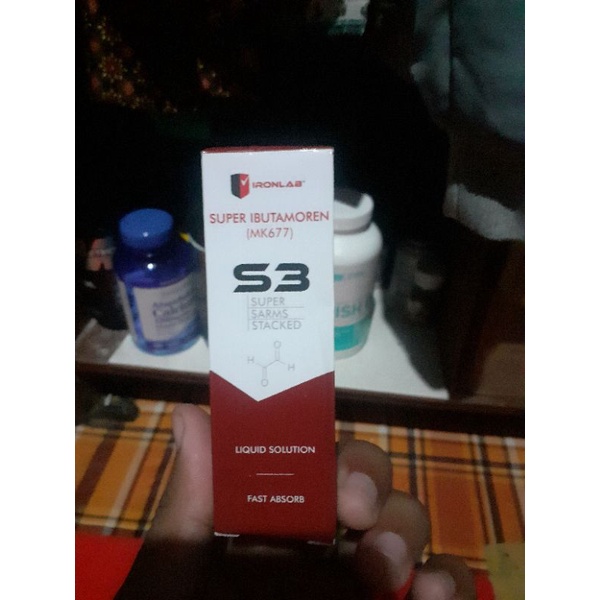 IRONLAB
SUPER IBUTAMOREN
(MK677)
S3
SUPER
SARMS
STACKED
O
H
H
O
LIQUID SOLUTION
FAST ABSORB